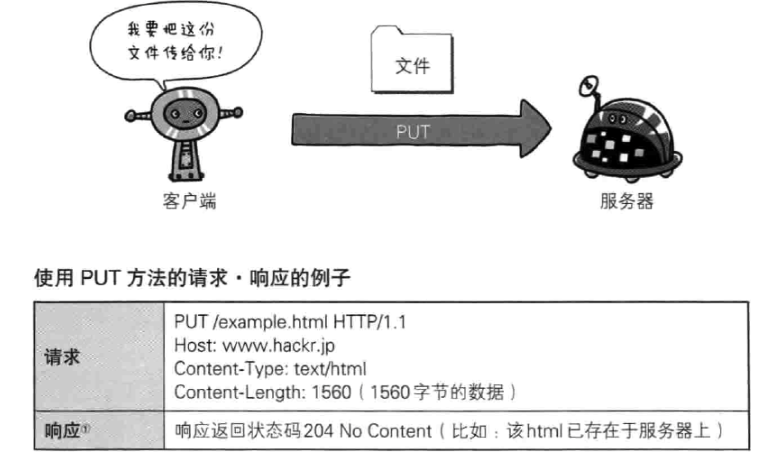 我要把这份
文件传给你!
文件
PUT
客户端
服务器
使用 PUT 方法的请求·响应的例子
请求
PUT /example.html HTTP/1.1
Host: www.hackr.jp
Content-Type: text/html
Content-Length: 1560(1560字节的数据)
响应①
响应返回状态码204 No Content(比如:该html已存在于服务器上)